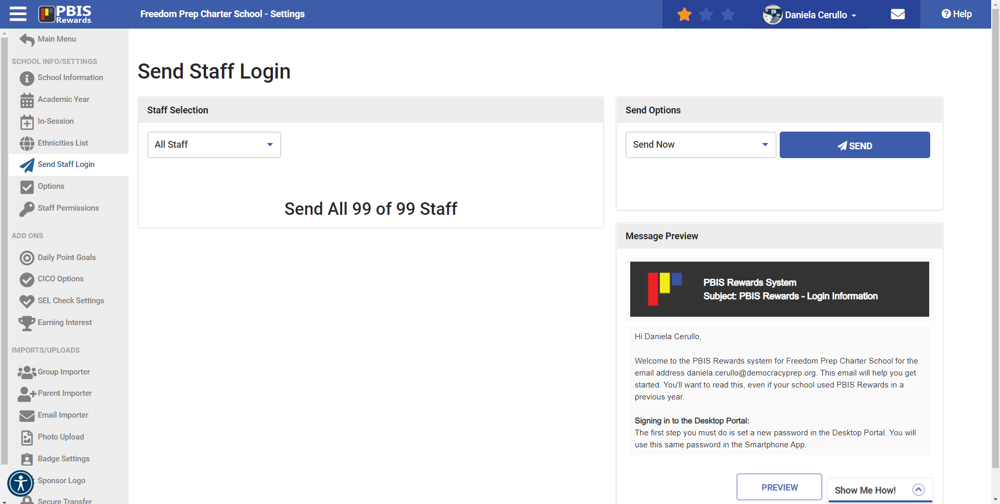 PBIS
Rewards
Freedom Prep Charter School - Settings
Daniela Cerullo
Help
Main Menu
SCHOOL INFO/SETTINGS
School Information
Academic Year
In-Session
Ethnicities List
Send Staff Login
Options
Staff Permissions
ADD ONS
Daily Point Goals
CICO Options
SEL Check Settings
Earning Interest
IMPORTS/UPLOADS
Group Importer
Parent Importer
Email Importer
Photo Upload
Badge Settings
Sponsor Logo
Secure Transfer
Send Staff Login
Staff Selection
All Staff
Send All 99 of 99 Staff
Send Options
Send Now
SEND
Message Preview
PBIS Rewards System
Subject: PBIS Rewards - Login Information
Hi Daniela Cerullo,
Welcome to the PBIS Rewards system for Freedom Prep Charter School for the
email address daniela.cerullo@democracyprep.org. This email will help you get
started. You'll want to read this, even if your school used PBIS Rewards in a
previous year.
Signing in to the Desktop Portal:
The first step you must do is set a new password in the Desktop Portal. You will
use this same password in the Smartphone App.
PREVIEW
Show Me How!